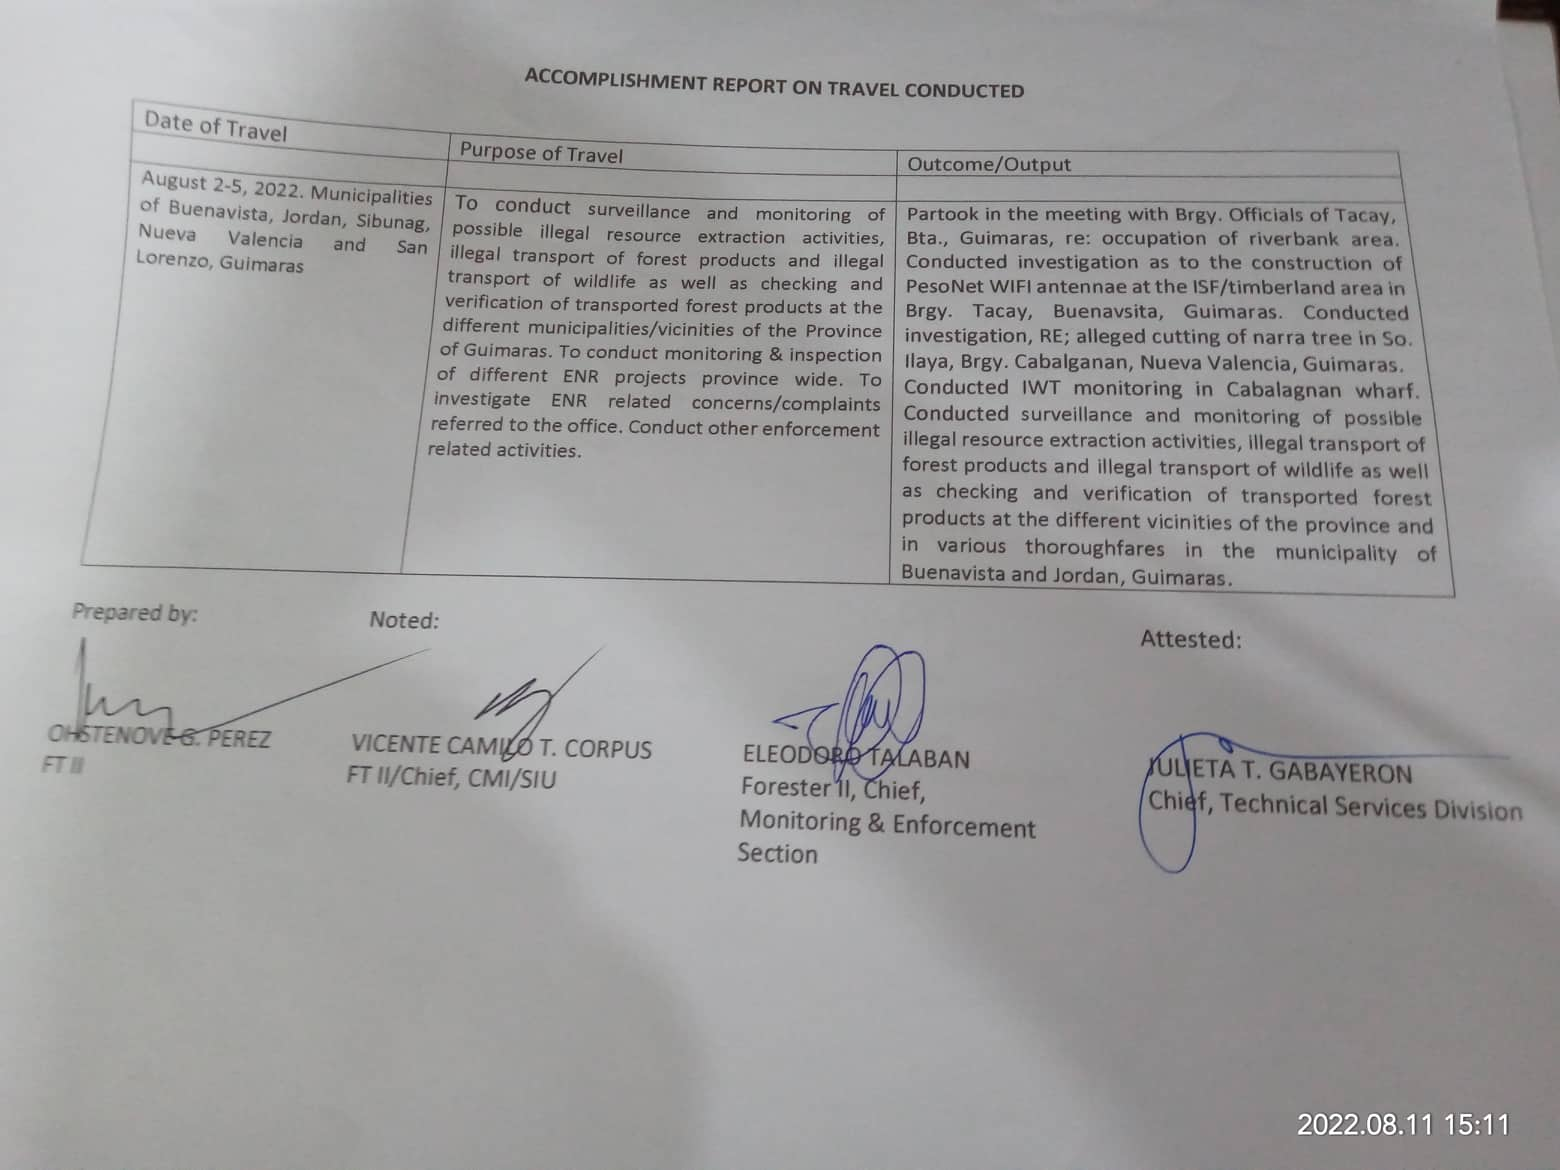 ACCOMPLISHMENT REPORT ON TRAVEL CONDUCTED
Date of Travel
Purpose of Travel
Outcome/Output
August 2-5, 2022. Municipalities
of Buenavista, Jordan, Sibunag,
Nueva Valencia and San
Lorenzo, Guimaras
To conduct surveillance and monitoring of
possible illegal resource extraction activities,
illegal transport of forest products and illegal
transport of wildlife as well as checking and
verification of transported forest products at the
different municipalities/vicinities of the Province
of Guimaras. To conduct monitoring & inspection
of different ENR projects province wide. To
investigate ENR related concerns/complaints
referred to the office. Conduct other enforcement
related activities.
Partook in the meeting with Brgy. Officials of Tacay,
Bta., Guimaras, re: occupation of riverbank area.
Conducted investigation as to the construction of
PesoNet WIFI antennae at the ISF/timberland area in
Brgy. Tacay, Buenavsita, Guimaras. Conducted
investigation, RE; alleged cutting of narra tree in So.
Ilaya, Brgy. Cabalganan, Nueva Valencia, Guimaras.
Conducted IWT monitoring in Cabalagnan wharf.
Conducted surveillance and monitoring of possible
illegal resource extraction activities, illegal transport of
forest products and illegal transport of wildlife as well
as checking and verification of transported forest
products at the different vicinities of the province and
in various thoroughfares in the municipality of
Buenavista and Jordan, Guimaras.
Prepared by:
OHSTENOVE G. PEREZ
FT II
Noted:
VICENTE CAMILO T. CORPUS
FT II/Chief, CMI/SIU
ELEODORO TALABAN
Forester II, Chief,
Monitoring & Enforcement
Section
Attested:
JULIETA T. GABAYERON
Chief, Technical Services Division
2022.08.11 15:11